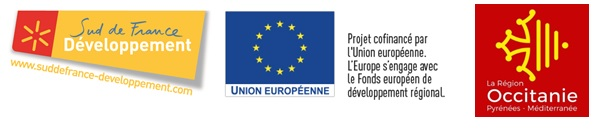 Sud de France
Développement
www.suddefrance-developpement.com
UNION EUROPÉENNE
Projet cofinancé par
l'Union européenne.
L'Europe s'engage avec
le Fonds européen de
développement régional.
La Région
Occitanie
Pyrénées - Méditerranée